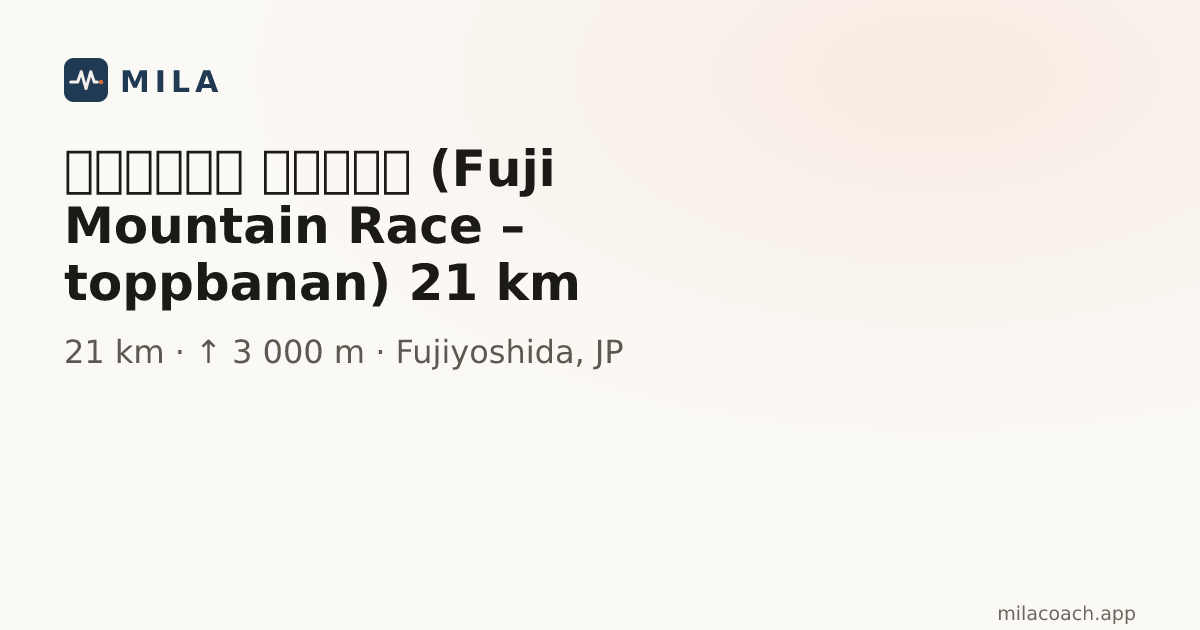 MILA
(Fuji
Mountain Race –
toppbanan) 21 km
21 km · ↑ 3 000 m · Fujiyoshida, JP
milacoach.app